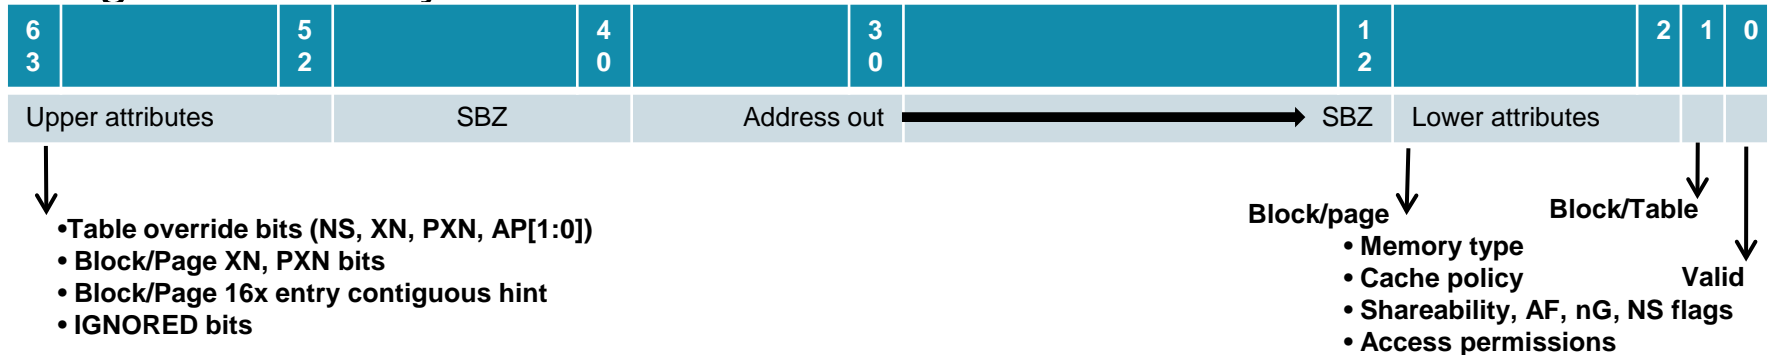 6 5 4 3 1 2 1 0
3 2 0 0 2
Upper attributes SBZ Address out SBZ Lower attributes
•Table override bits (NS, XN, PXN, AP[1:0])
• Block/Page XN, PXN bits
• Block/Page 16x entry contiguous hint
• IGNORED bits
Block/page
• Memory type
• Cache policy
• Shareability, AF, nG, NS flags
• Access permissions
Block/Table
Valid